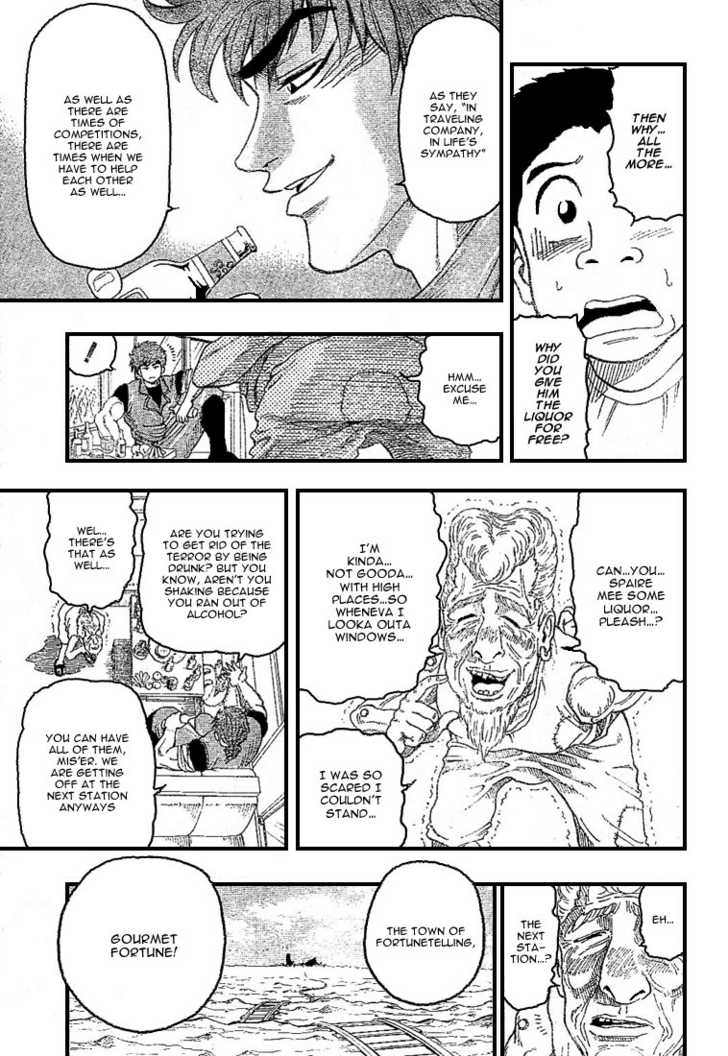 THEN
WHY...
ALL
THE
MORE...
WHY
DID
YOU
GIVE
HIM
THE
LIQUOR
FOR
FREE?
AS THEY
SAY, "IN
TRAVELING
COMPANY,
IN LIFE'S
SYMPATHY"
AS WELL AS
THERE ARE
TIMES OF
COMPETITIONS,
THERE ARE
TIMES WHEN WE
HAVE TO HELP
EACH OTHER
AS WELL...
HMM...
EXCUSE
ME...
!!
CAN...YOU...
SPAIRE
MEE SOME
LIQUOR...
PLEASH...?
I'M
KINDA...
NOT GOODA...
WITH HIGH
PLACES...SO
WHENEVA I
LOOKA OUTA
WINDOWS...
I WAS SO
SCARED I
COULDN'T
STAND...
ARE YOU TRYING
TO GET RID OF THE
TERROR BY BEING
DRUNK? BUT YOU
KNOW, AREN'T YOU
SHAKING BECAUSE
YOU RAN OUT OF
ALCOHOL?
WEL...
THERE'S
THAT AS
WELL...
YOU CAN HAVE
ALL OF THEM,
MIS'ER. WE
ARE GETTING
OFF AT THE
NEXT STATION
ANYWAYS
EH...
THE
NEXT
STA-
TION...?
THE TOWN OF
FORTUNETELLING,
GOURMET
FORTUNE!